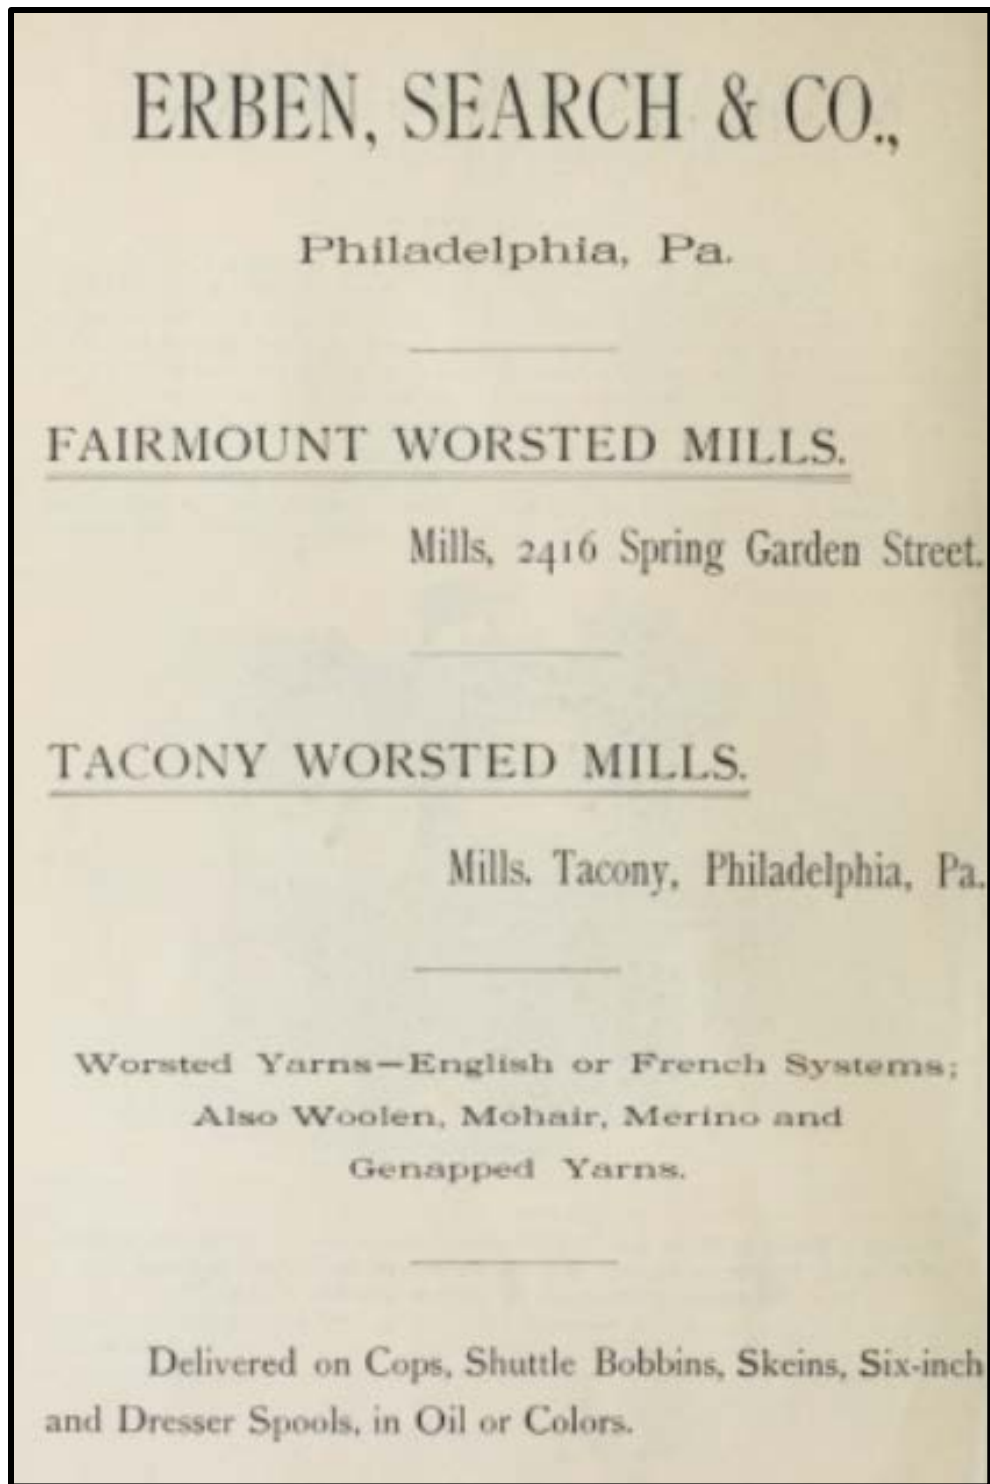 ERBEN, SEARCH & CO.,
Philadelphia, Pa.
FAIRMOUNT WORSTED MILLS.
Mills, 2416 Spring Garden Street.
TACONY WORSTED MILLS.
Mills. Tacony, Philadelphia, Pa.
Worsted Yarns—English or French Systems;
Also Woolen, Mohair, Merino and
Genapped Yarns.
Delivered on Cops, Shuttle Bobbins, Skeins, Six-inch
and Dresser Spools, in Oil or Colors.